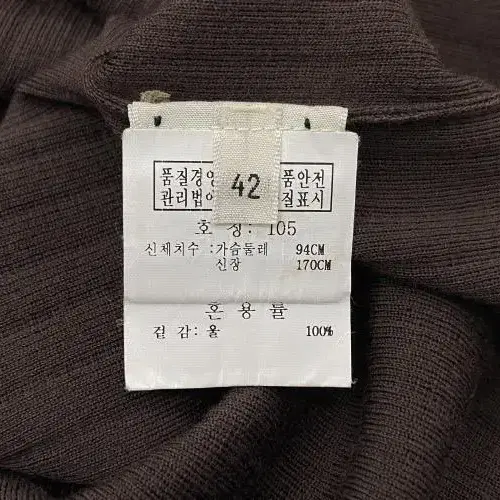 42
품질경영 품안전
관리법에 질표시
호 칭: 105
신체치수 :가슴둘레 94CM
신장 170CM
혼 용 률
겉 감: 울 100%